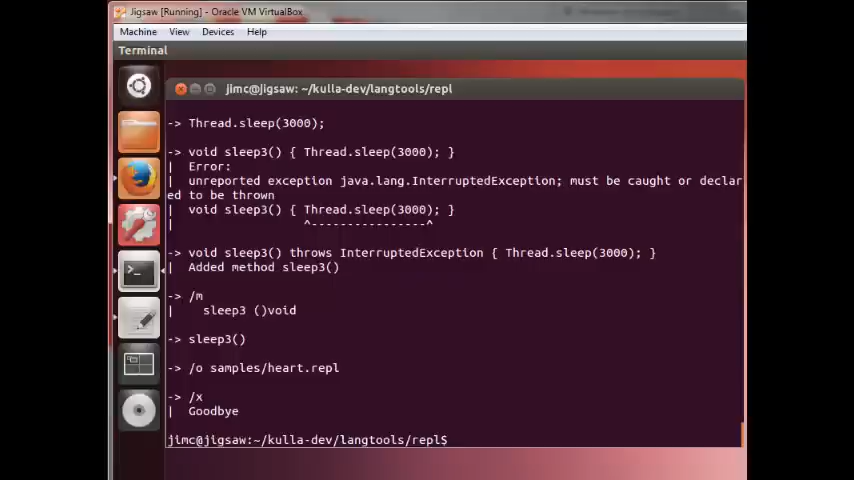 Jigsaw [Running] - Oracle VM VirtualBox
Machine View Devices Help
Terminal
jimc@jigsaw: ~/kulla-dev/langtools/repl
-> Thread.sleep(3000);
-> void sleep3() { Thread.sleep(3000); }
| Error:
| unreported exception java.lang.InterruptedException; must be caught or declar
ed to be thrown
| void sleep3() { Thread.sleep(3000); }
| ^----------------^
-> void sleep3() throws InterruptedException { Thread.sleep(3000); }
| Added method sleep3()
-> /m
| sleep3 ()void
-> sleep3()
-> /o samples/heart.repl
-> /x
| Goodbye
jimc@jigsaw:~/kulla-dev/langtools/repl$